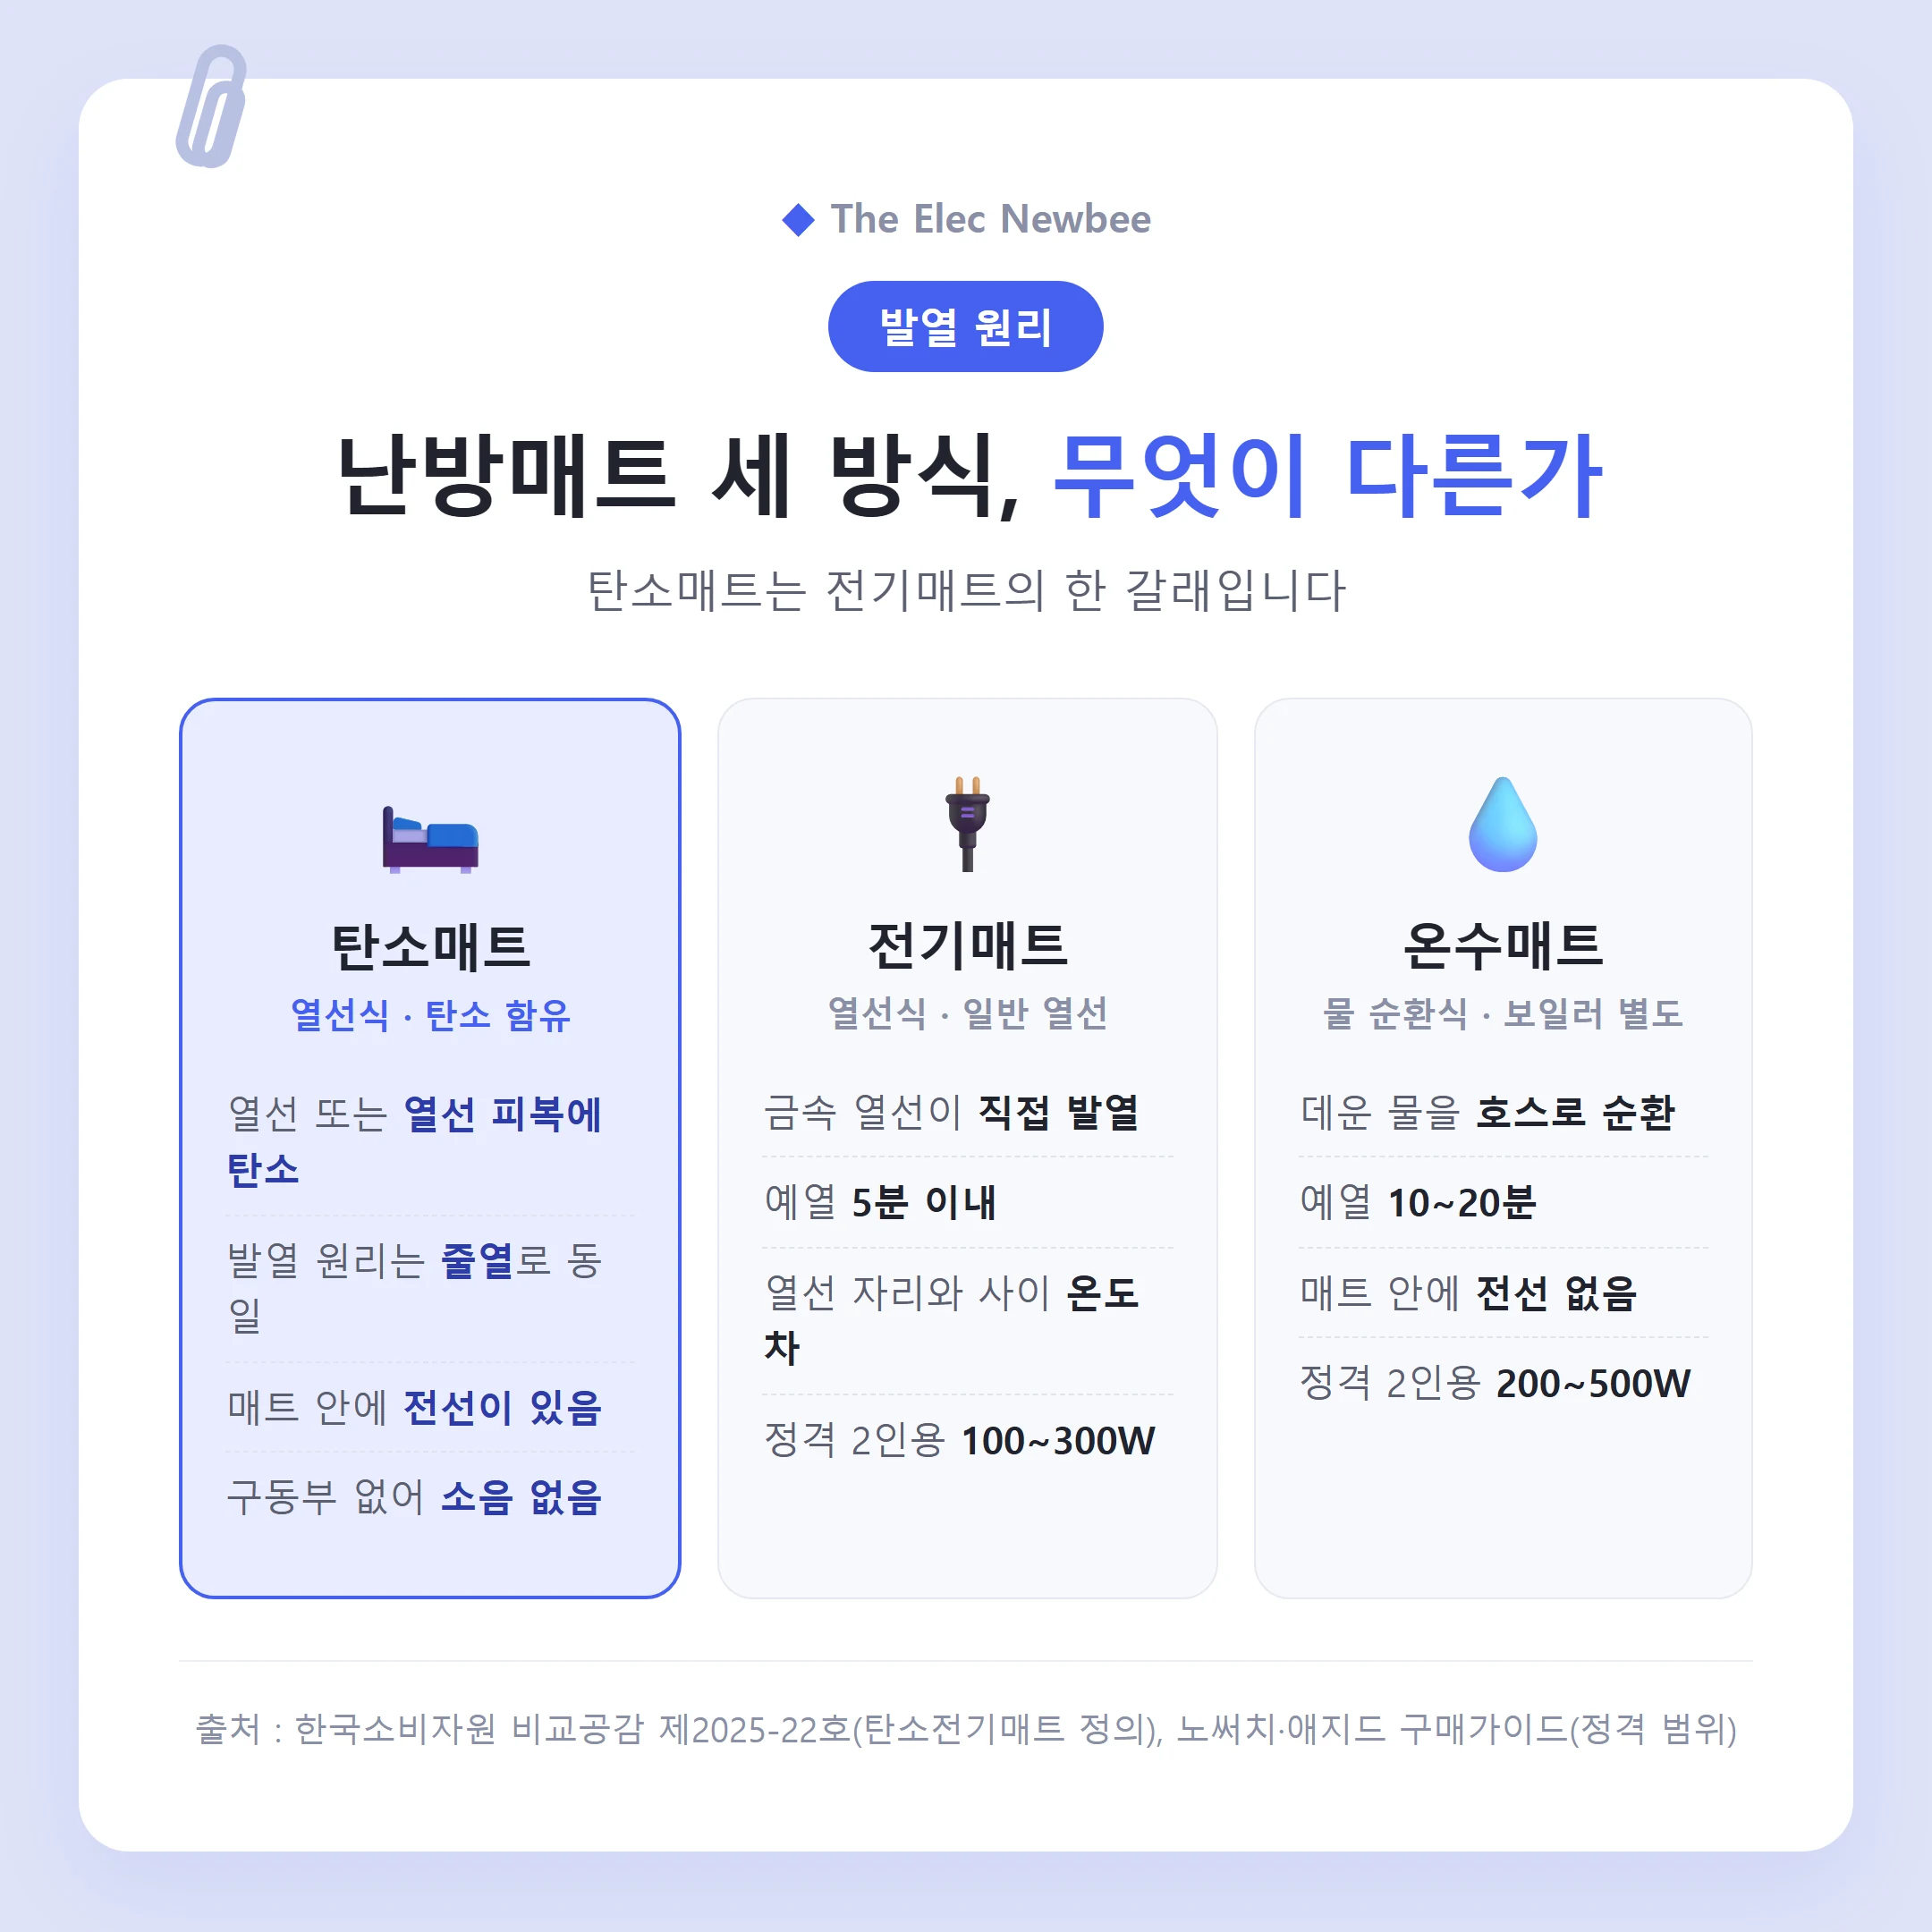 The Elec Newbee
발열 원리
난방매트 세 방식, 무엇이 다른가
탄소매트는 전기매트의 한 갈래입니다
탄소매트
열선식 · 탄소 함유
열선 또는 열선 피복에
탄소
발열 원리는 줄열로 동
일
매트 안에 전선이 있음
구동부 없어 소음 없음
전기매트
열선식 · 일반 열선
금속 열선이 직접 발열
예열 5분 이내
열선 자리와 사이 온도
차
정격 2인용 100~300W
온수매트
물 순환식 · 보일러 별도
데운 물을 호스로 순환
예열 10~20분
매트 안에 전선 없음
정격 2인용 200~500W
출처 : 한국소비자원 비교공감 제2025-22호(탄소전기매트 정의), 노써치·애지드 구매가이드(정격 범위)